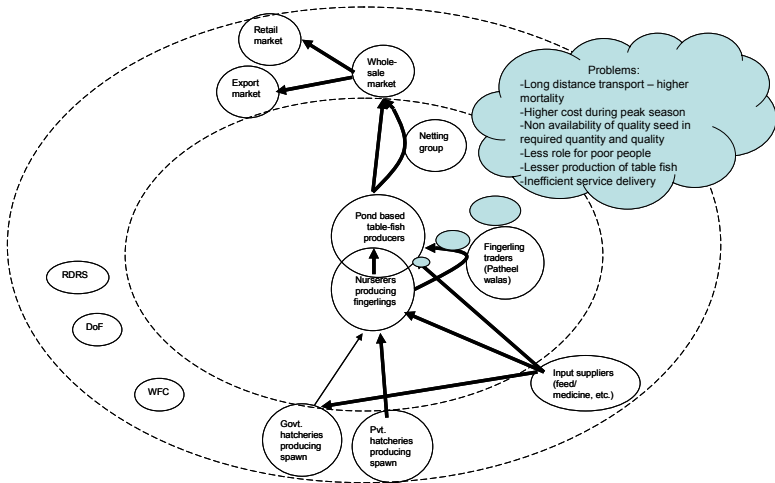 Retail
market
Export
market
Whole-
sale
market
Problems:
-Long distance transport – higher
mortality
-Higher cost during peak season
-Non availability of quality seed in
required quantity and quality
-Less role for poor people
-Lesser production of table fish
-Inefficient service delivery
Netting
group
Pond based
table-fish
producers
Fingerling
traders
(Patheel
walas)
Nurserers
producing
fingerlings
RDRS
DoF
WFC
Input suppliers
(feed/
medicine, etc.)
Govt.
hatcheries
producing
spawn
Pvt.
hatcheries
producing
spawn